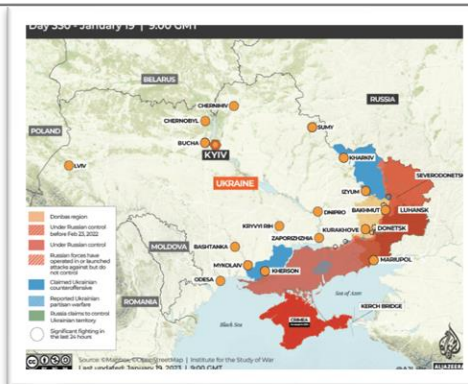 Day 330 - January 19 | 9:00 GMT
BELARUS
RUSSIA
CHERNIHIV
CHERNOBYL
POLAND
SUMY
BUCHA
KYIV
KHARKIV
LVIV
SEVERODONETSK
UKRAINE
IZYUM
BAKHMUT
LUHANSK
DNIPRO
Donbas region
KRYVYI RIH
KURAKHOVE
DONETSK
Under Russian control
before Feb 23, 2022
ZAPORIZHZHIA
MOLDOVA
BASHTANKA
Under Russian control
Russian forces have
operated in or launched
attacks against but do
not control
MYKOLAIV
MARIUPOL
KHERSON
Claimed Ukrainian
counteroffensive
ODESA
Sea of Azov
Reported Ukrainian
partisan warfare
ROMANIA
KERCH BRIDGE
Russia claims to control
Ukrainian territory
CRIMEA
Black Sea
Significant fighting in
the last 24 hours
Source: ©Mapbox, ©OpenStreetMap | Institute for the Study of War
Last updated: January 19, 2023 | 9:00 GMT
ALJAZEERA